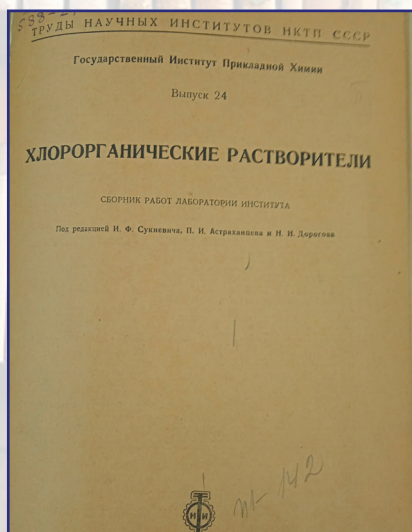 ТРУДЫ НАУЧНЫХ ИНСТИТУТОВ НКТП СССР
Государственный Институт Прикладной Химии
Выпуск 24
ХЛОРОРГАНИЧЕСКИЕ РАСТВОРИТЕЛИ
СБОРНИК РАБОТ ЛАБОРАТОРИИ ИНСТИТУТА
Под редакцией И. Ф. Сукневича, П. И. Астраханцева и Н. И. Дорогова